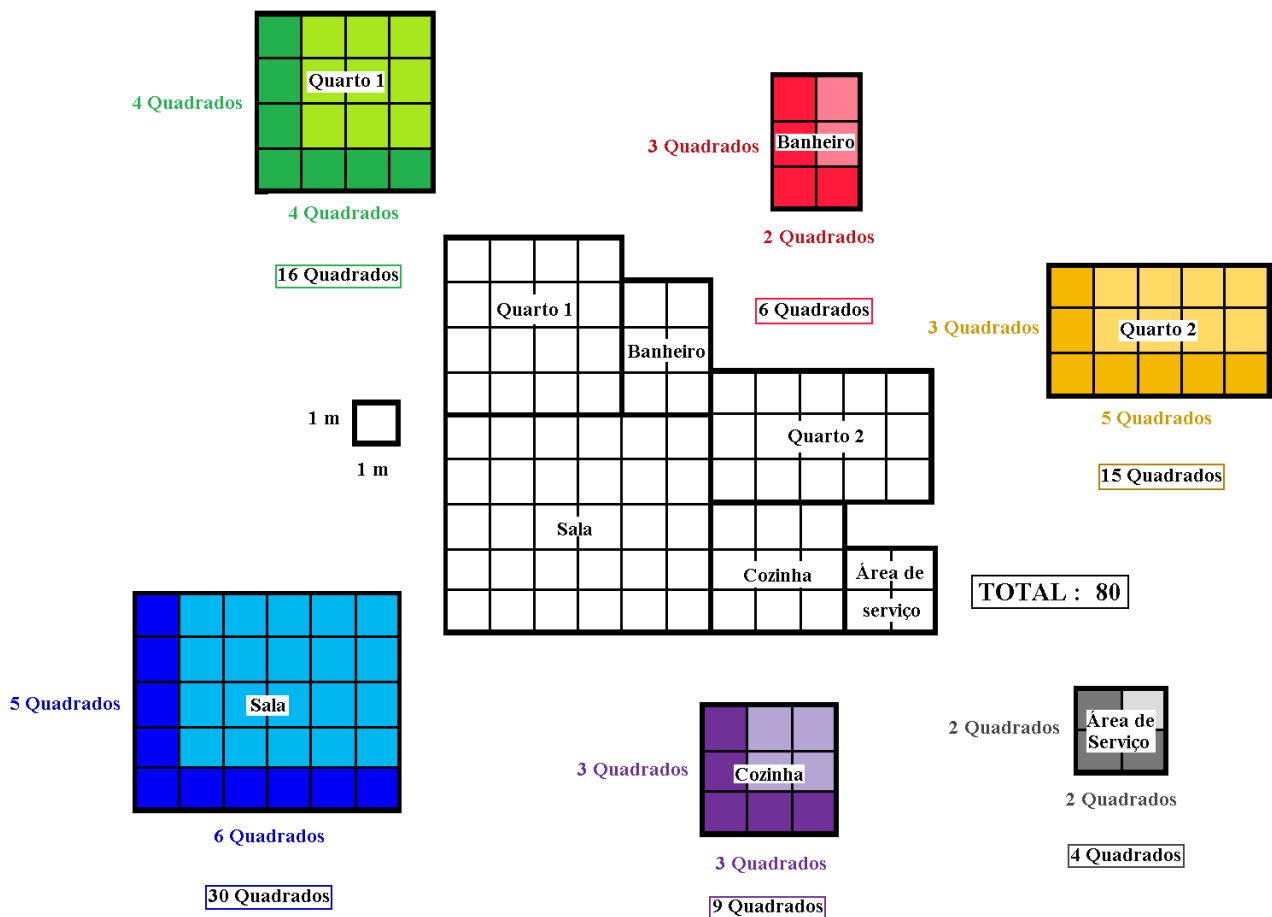 Quarto 1
4 Quadrados
4 Quadrados
16 Quadrados
Banheiro
3 Quadrados
2 Quadrados
6 Quadrados
Quarto 2
3 Quadrados
5 Quadrados
15 Quadrados
Quarto 1
Banheiro
Quarto 2
Sala
Cozinha
Área de
serviço
1 m
1 m
TOTAL : 80
Sala
5 Quadrados
6 Quadrados
30 Quadrados
Cozinha
3 Quadrados
3 Quadrados
9 Quadrados
Área de
Serviço
2 Quadrados
2 Quadrados
4 Quadrados